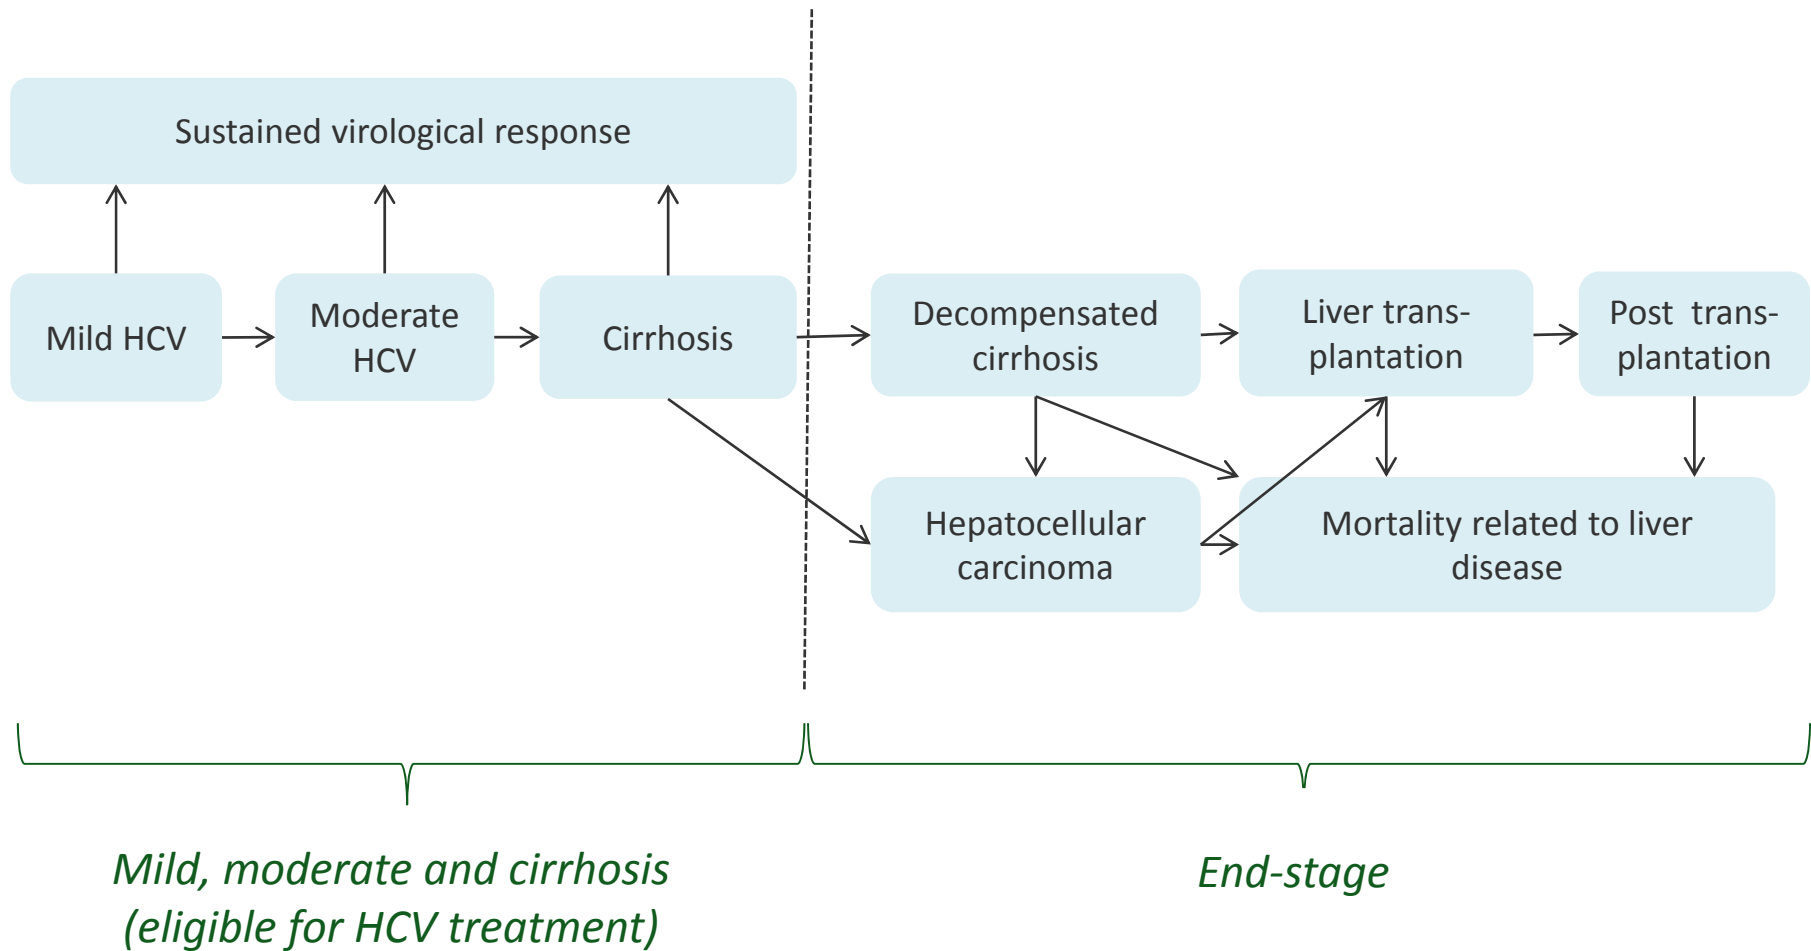 Sustained virological response
Mild HCV
Moderate
HCV
Cirrhosis
Decompensated
cirrhosis
Liver trans-
plantation
Post trans-
plantation
Hepatocellular
carcinoma
Mortality related to liver
disease
Mild, moderate and cirrhosis
(eligible for HCV treatment)
End-stage